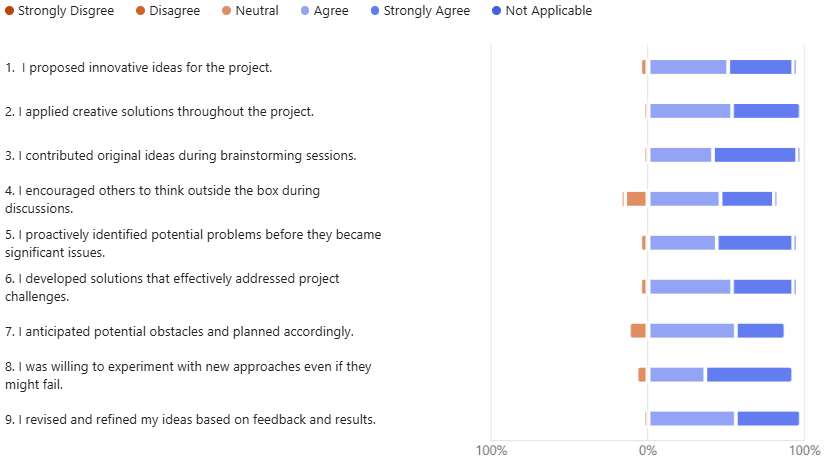 Strongly Disgree Disagree Neutral Agree Strongly Agree Not Applicable
1.  I proposed innovative ideas for the project.
2. I applied creative solutions throughout the project.
3. I contributed original ideas during brainstorming sessions.
4. I encouraged others to think outside the box during
discussions.
5. I proactively identified potential problems before they became
significant issues.
6. I developed solutions that effectively addressed project
challenges.
7. I anticipated potential obstacles and planned accordingly.
8. I was willing to experiment with new approaches even if they
might fail.
9. I revised and refined my ideas based on feedback and results.
100% 0% 100%